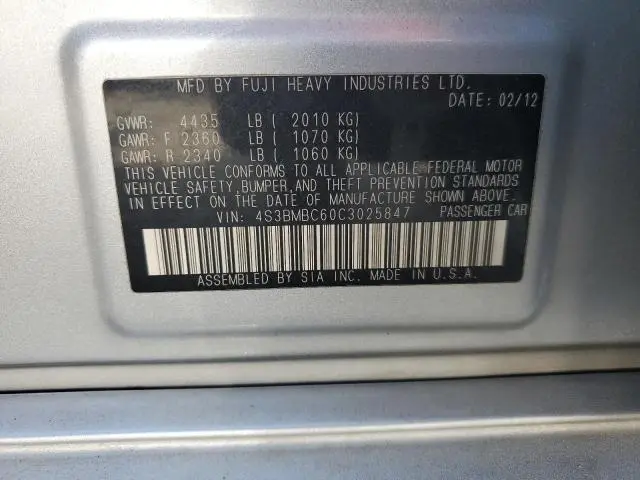 MFD BY FUJI HEAVY INDUSTRIES LTD.
DATE: 02/12
GVWR: 4435 LB ( 2010 KG)
GAWR: F 2360 LB ( 1070 KG)
GAWR: R 2340 LB ( 1060 KG)
THIS VEHICLE CONFORMS TO ALL APPLICABLE FEDERAL MOTOR
VEHICLE SAFETY,BUMPER,AND THEFT PREVENTION STANDARDS
IN EFFECT ON THE DATE OF MANUFACTURE SHOWN ABOVE.
VIN: 4S3BMBC60C3025847 PASSENGER CAR
ASSEMBLED BY SIA INC. MADE IN U.S.A.